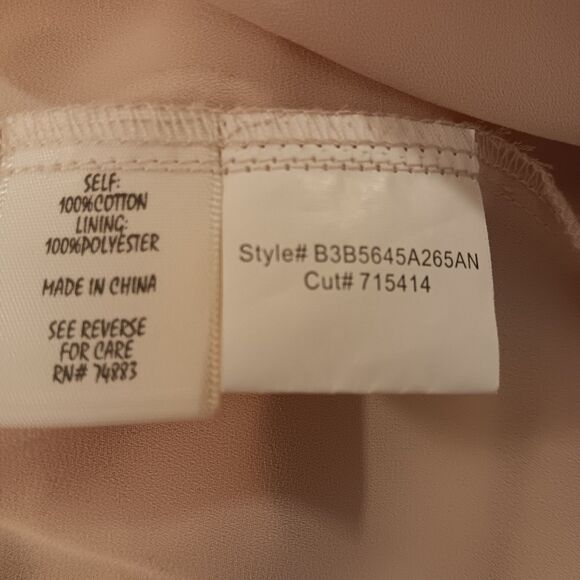 SELF:
100%COTTON
LINING:
100%POLYESTER
MADE IN CHINA
SEE REVERSE
FOR CARE
RN# 74883
Style# B3B5645A265AN
Cut# 715414